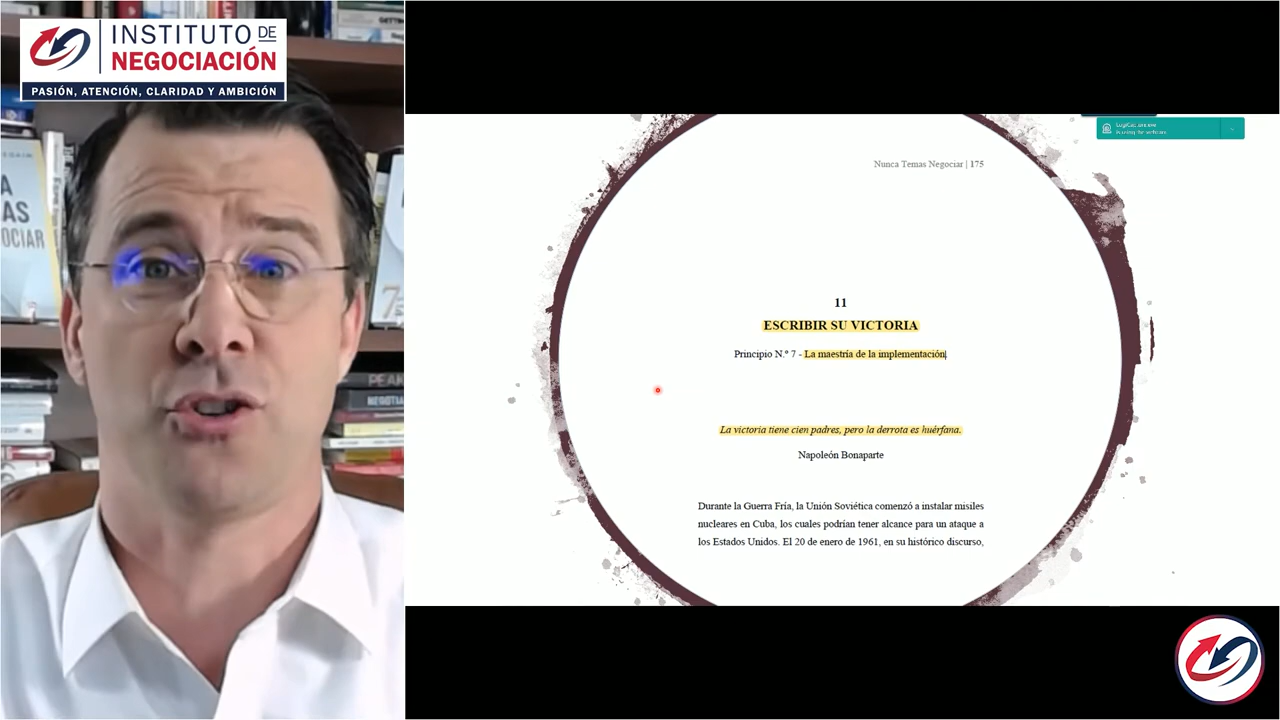 INSTITUTO DE
NEGOCIACIÓN
PASIÓN, ATENCIÓN, CLARIDAD Y AMBICIÓN
Nunca Temas Negociar | 175
11
ESCRIBIR SU VICTORIA
Principio N.º 7 - La maestría de la implementación
La victoria tiene cien padres, pero la derrota es huérfana.
Napoleón Bonaparte
Durante la Guerra Fría, la Unión Soviética comenzó a instalar misiles
nucleares en Cuba, los cuales podrían tener alcance para un ataque a
los Estados Unidos. El 20 de enero de 1961, en su histórico discurso,